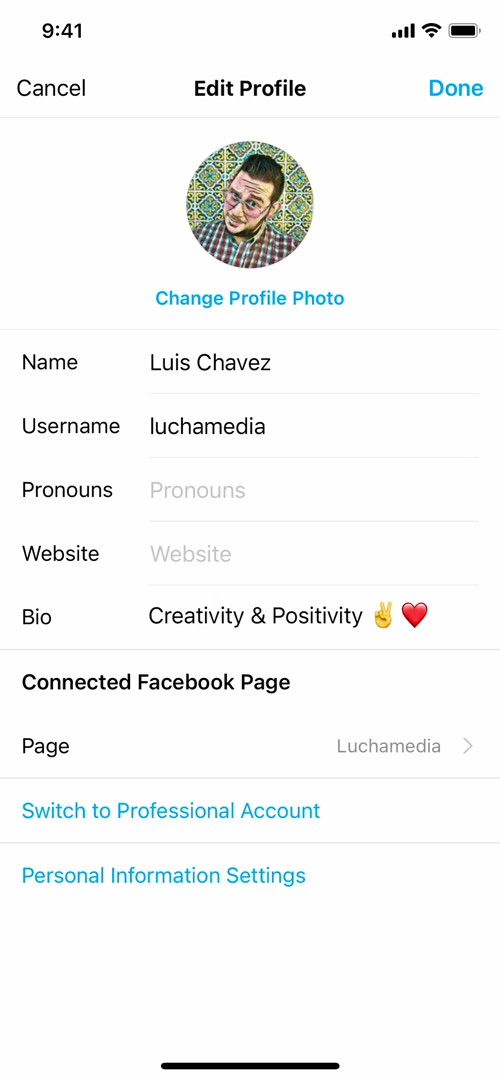 9:41
Cancel Edit Profile Done
Change Profile Photo
Name Luis Chavez
Username luchamedia
Pronouns Pronouns
Website Website
Bio Creativity & Positivity ✌️❤️
Connected Facebook Page
Page Luchamedia
Switch to Professional Account
Personal Information Settings